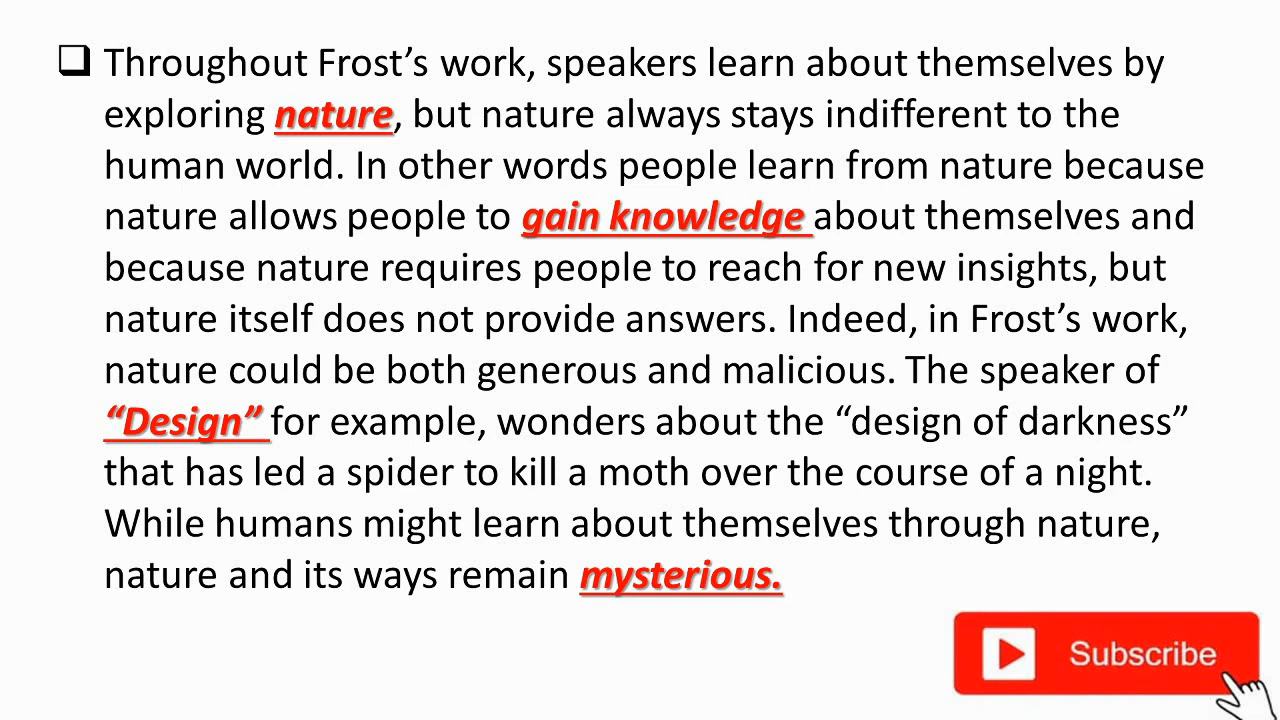 Throughout Frost’s work, speakers learn about themselves by
exploring nature, but nature always stays indifferent to the
human world. In other words people learn from nature because
nature allows people to gain knowledge about themselves and
because nature requires people to reach for new insights, but
nature itself does not provide answers. Indeed, in Frost’s work,
nature could be both generous and malicious. The speaker of
“Design” for example, wonders about the “design of darkness”
that has led a spider to kill a moth over the course of a night.
While humans might learn about themselves through nature,
nature and its ways remain mysterious.
Subscribe